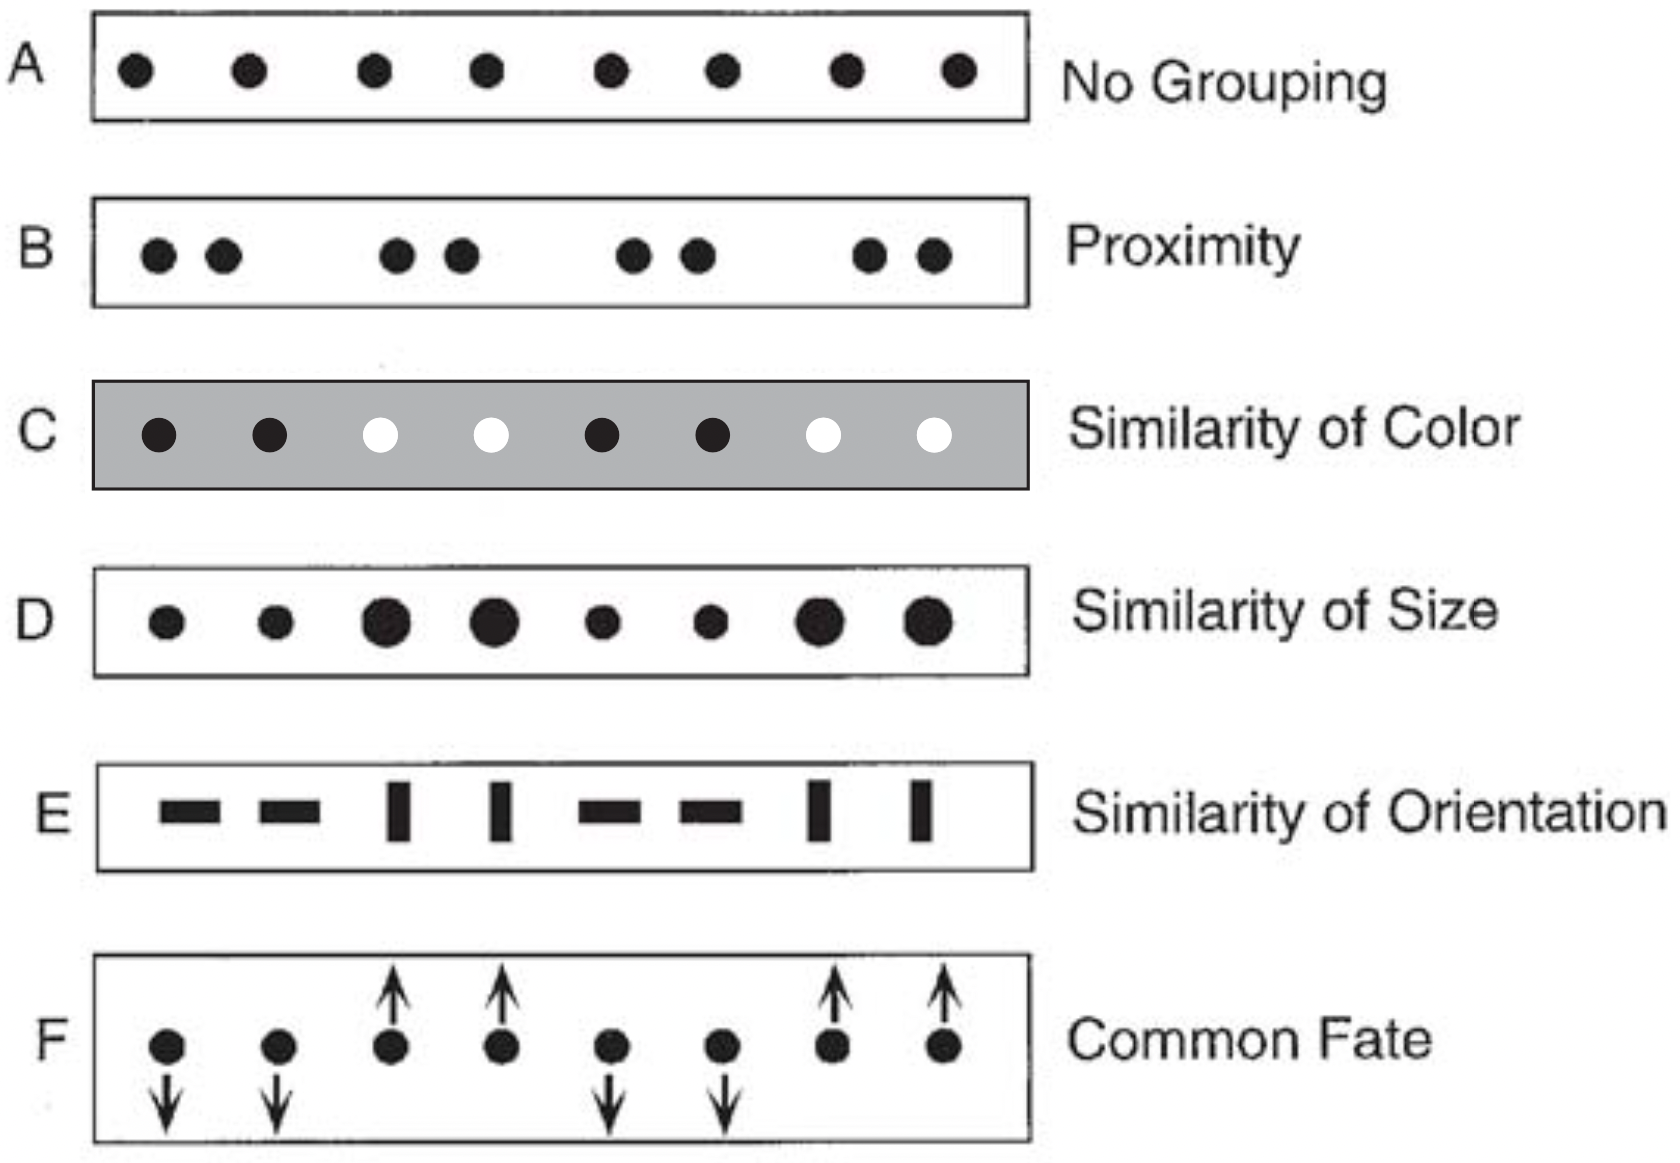 A No Grouping
B Proximity
C Similarity of Color
D Similarity of Size
E Similarity of Orientation
F Common Fate